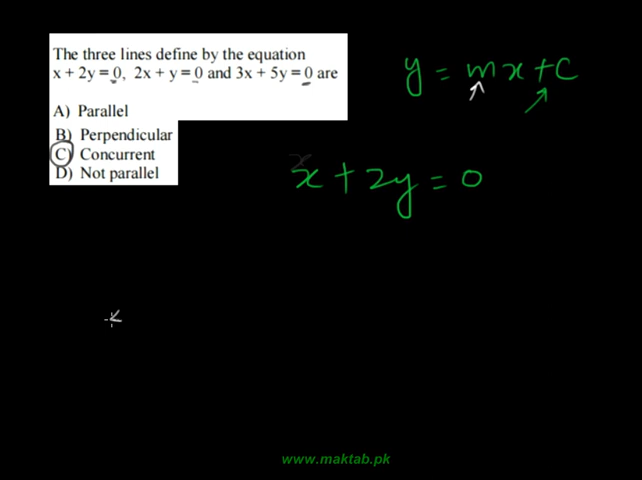 The three lines define by the equation
x + 2y = 0, 2x + y = 0 and 3x + 5y = 0 are
A) Parallel
B) Perpendicular
C) Concurrent
D) Not parallel
y = mx + c
x + 2y = 0
www.maktab.pk